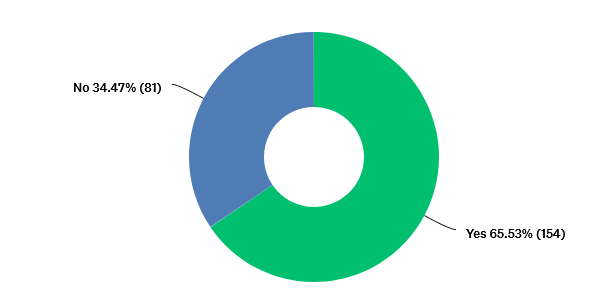 No 34.47% (81)
Yes 65.53% (154)